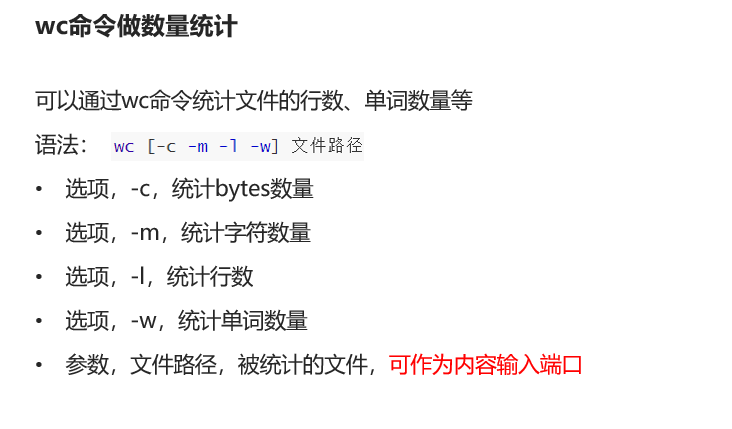 wc命令做数量统计
可以通过wc命令统计文件的行数、单词数量等
语法： wc [-c -m -l -w] 文件路径
• 选项，-c，统计bytes数量
• 选项，-m，统计字符数量
• 选项，-l，统计行数
• 选项，-w，统计单词数量
• 参数，文件路径，被统计的文件，可作为内容输入端口